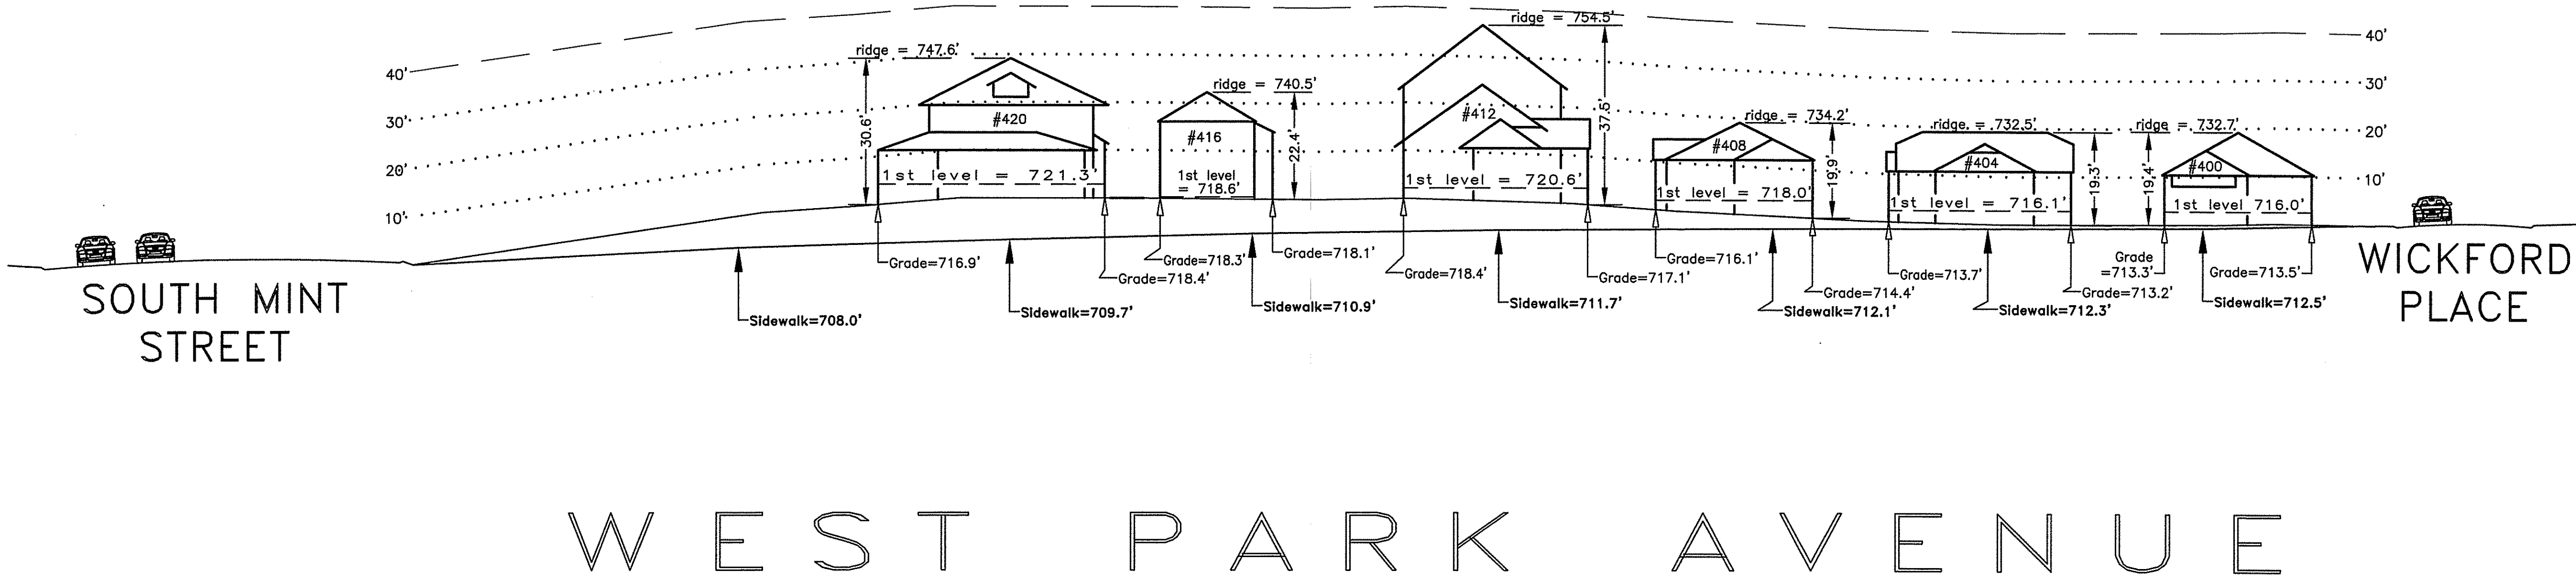 40'
30'
20'
10'
ridge = 747.6'
30.6'
#420
1st level = 721.3'
ridge = 740.5'
22.4'
#416
1st level
= 718.6'
ridge = 754.5'
37.5'
#412
1st level = 720.6'
ridge = 734.2'
19.9'
#408
1st level = 718.0'
ridge = 732.5'
19.3'
#404
1st level = 716.1'
ridge = 732.7'
19.4'
#400
1st level 716.0'
40'
30'
20'
10'
Grade=716.9'
Grade=718.4'
Grade=718.3'
Grade=718.1'
Grade=718.4'
Grade=717.1'
Grade=716.1'
Grade=714.4'
Grade=713.7'
Grade=713.2'
Grade
=713.3'
Grade=713.5'
Sidewalk=708.0'
Sidewalk=709.7'
Sidewalk=710.9'
Sidewalk=711.7'
Sidewalk=712.1'
Sidewalk=712.3'
Sidewalk=712.5'
SOUTH MINT
STREET
WICKFORD
PLACE
WEST PARK AVENUE